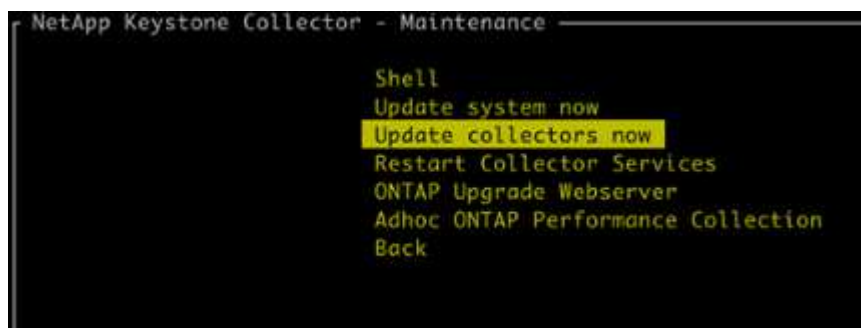 NetApp Keystone Collector - Maintenance
Shell
Update system now
Update collectors now
Restart Collector Services
ONTAP Upgrade Webserver
Adhoc ONTAP Performance Collection
Back